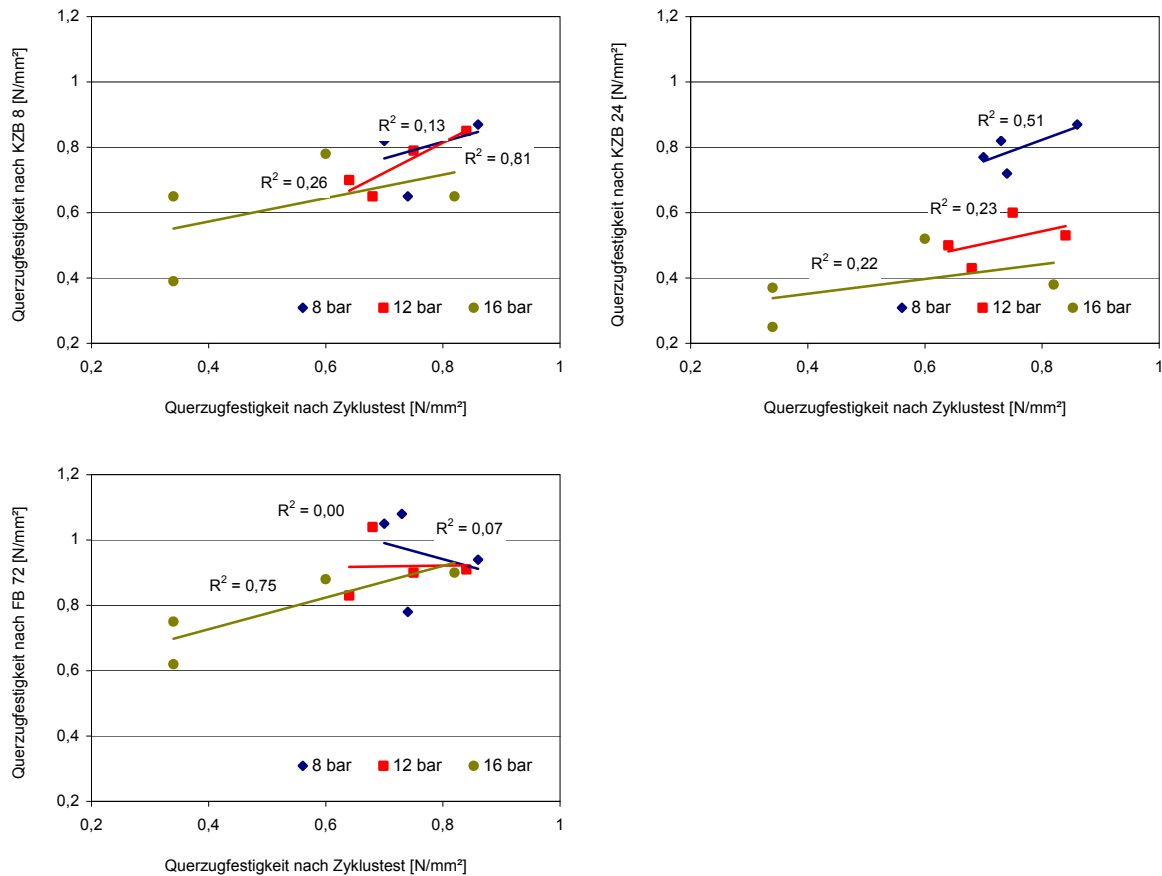 Querzugfestigkeit nach KZB 8 [N/mm²]
1,2
1
0,8
0,6
0,4
0,2
R² = 0,13
R² = 0,81
R² = 0,26
8 bar 12 bar 16 bar
0,2 0,4 0,6 0,8 1
Querzugfestigkeit nach Zyklustest [N/mm²]
Querzugfestigkeit nach KZB 24 [N/mm²]
1,2
1
0,8
0,6
0,4
0,2
R² = 0,51
R² = 0,23
R² = 0,22
8 bar 12 bar 16 bar
0,2 0,4 0,6 0,8 1
Querzugfestigkeit nach Zyklustest [N/mm²]
Querzugfestigkeit nach FB 72 [N/mm²]
1,2
1
0,8
0,6
0,4
0,2
R² = 0,00
R² = 0,07
R² = 0,75
8 bar 12 bar 16 bar
0,2 0,4 0,6 0,8 1
Querzugfestigkeit nach Zyklustest [N/mm²]